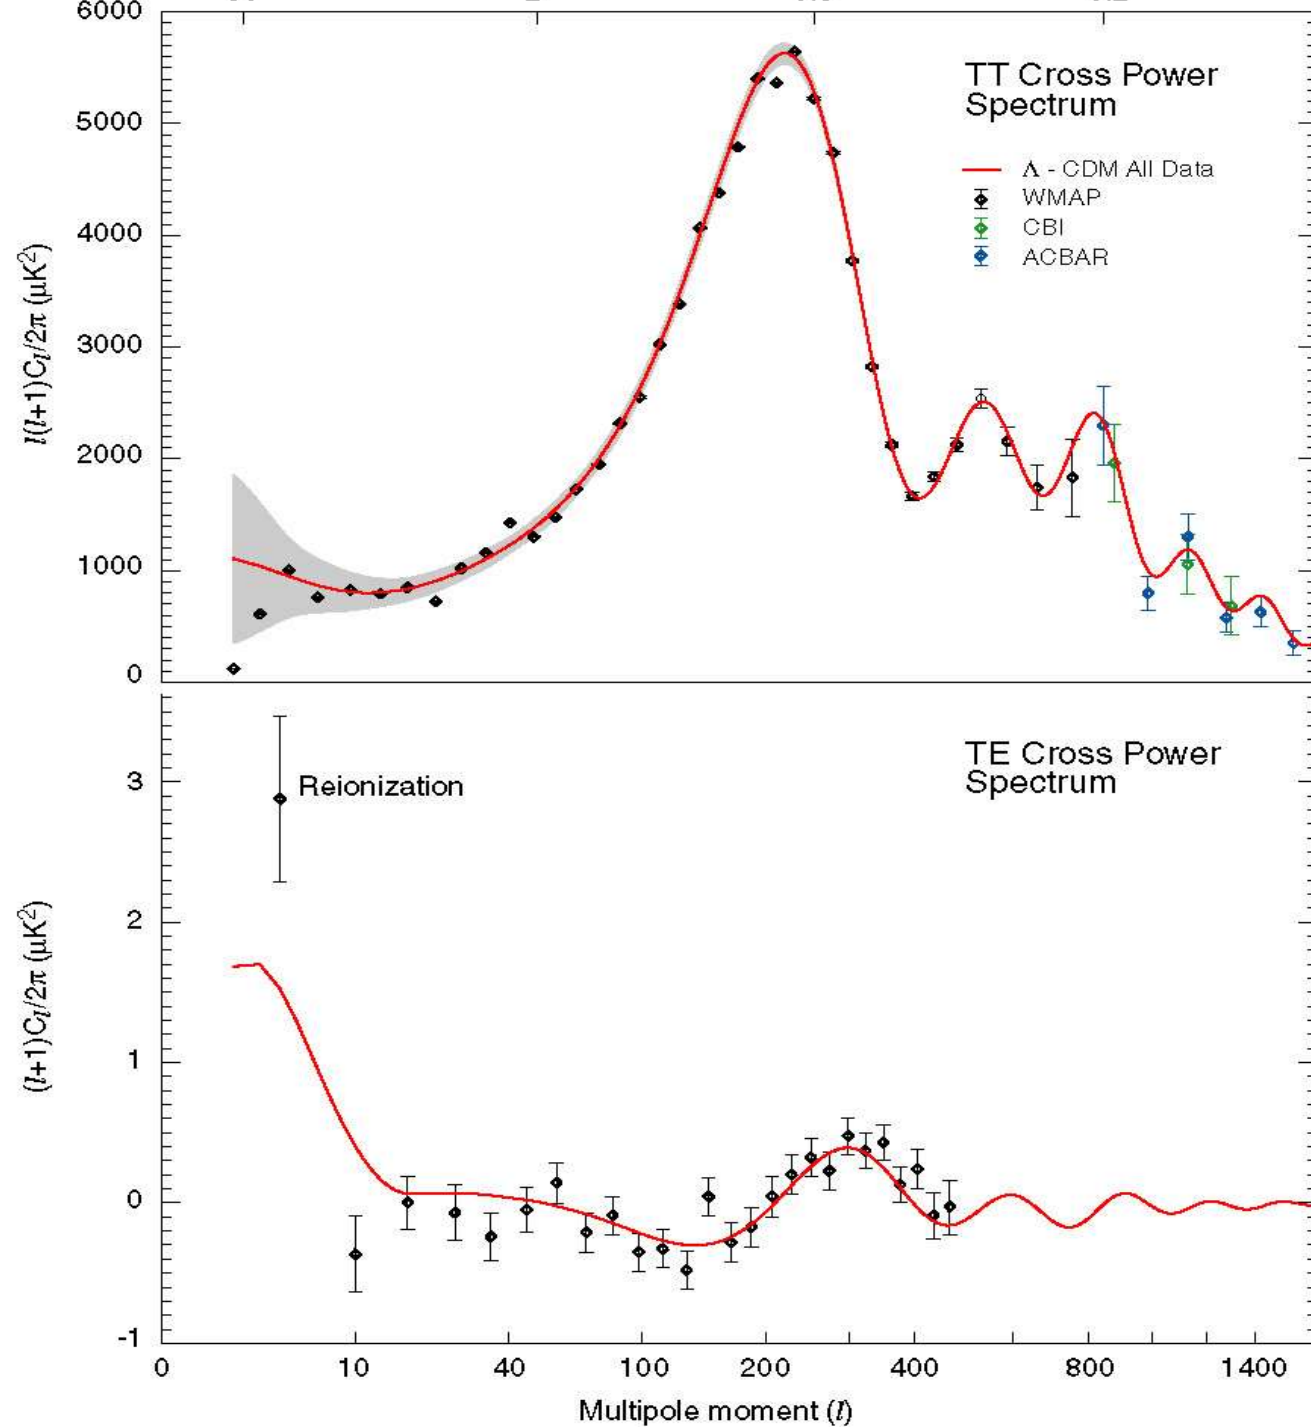 6000
5000
4000
3000
2000
1000
0
l(l+1)Cl/2π (μK²)
TT Cross Power
Spectrum
Λ - CDM All Data
WMAP
CBI
ACBAR
3
2
1
0
-1
(l+1)Cl/2π (μK²)
Reionization
TE Cross Power
Spectrum
0 10 40 100 200 400 800 1400
Multipole moment (l)